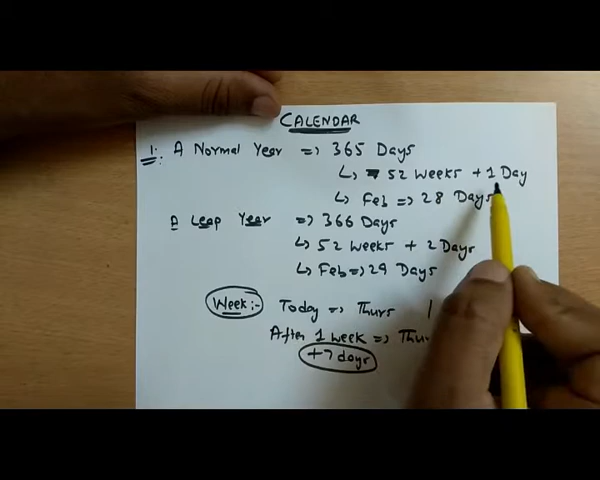 CALENDAR
1. A Normal Year => 365 Days
↳ 52 Weeks + 1 Day
↳ Feb => 28 Days
A Leap Year => 366 Days
↳ 52 Weeks + 2 Days
↳ Feb => 29 Days
Week:- Today => Thurs |
After 1 week =>
+7 days